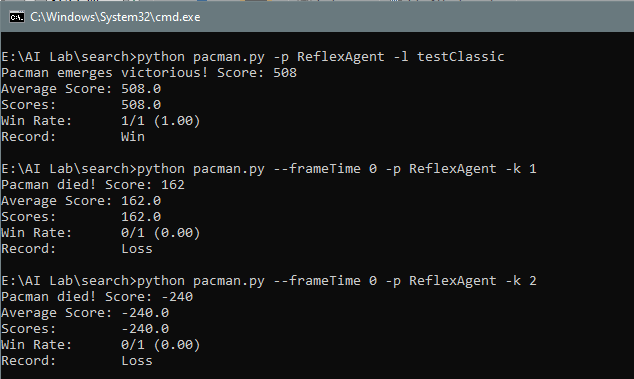 C:\Windows\System32\cmd.exe
E:\AI Lab\search>python pacman.py -p ReflexAgent -l testClassic
Pacman emerges victorious! Score: 508
Average Score: 508.0
Scores:        508.0
Win Rate:      1/1 (1.00)
Record:        Win
E:\AI Lab\search>python pacman.py --frameTime 0 -p ReflexAgent -k 1
Pacman died! Score: 162
Average Score: 162.0
Scores:        162.0
Win Rate:      0/1 (0.00)
Record:        Loss
E:\AI Lab\search>python pacman.py --frameTime 0 -p ReflexAgent -k 2
Pacman died! Score: -240
Average Score: -240.0
Scores:        -240.0
Win Rate:      0/1 (0.00)
Record:        Loss